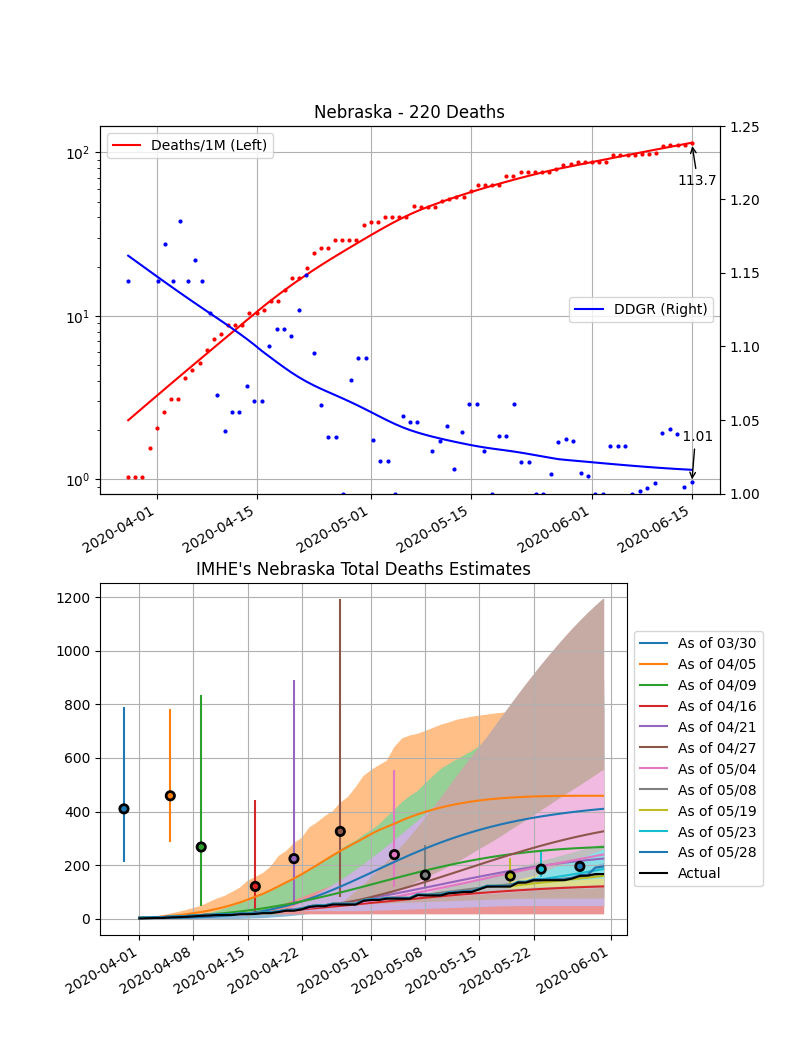 Nebraska - 220 Deaths
Deaths/1M (Left)
DDGR (Right)
113.7
1.01
10²
10¹
10⁰
1.25
1.20
1.15
1.10
1.05
1.00
2020-04-01
2020-04-15
2020-05-01
2020-05-15
2020-06-01
2020-06-15
IMHE's Nebraska Total Deaths Estimates
1200
1000
800
600
400
200
0
2020-04-01
2020-04-08
2020-04-15
2020-04-22
2020-05-01
2020-05-08
2020-05-15
2020-05-22
2020-06-01
As of 03/30
As of 04/05
As of 04/09
As of 04/16
As of 04/21
As of 04/27
As of 05/04
As of 05/08
As of 05/19
As of 05/23
As of 05/28
Actual